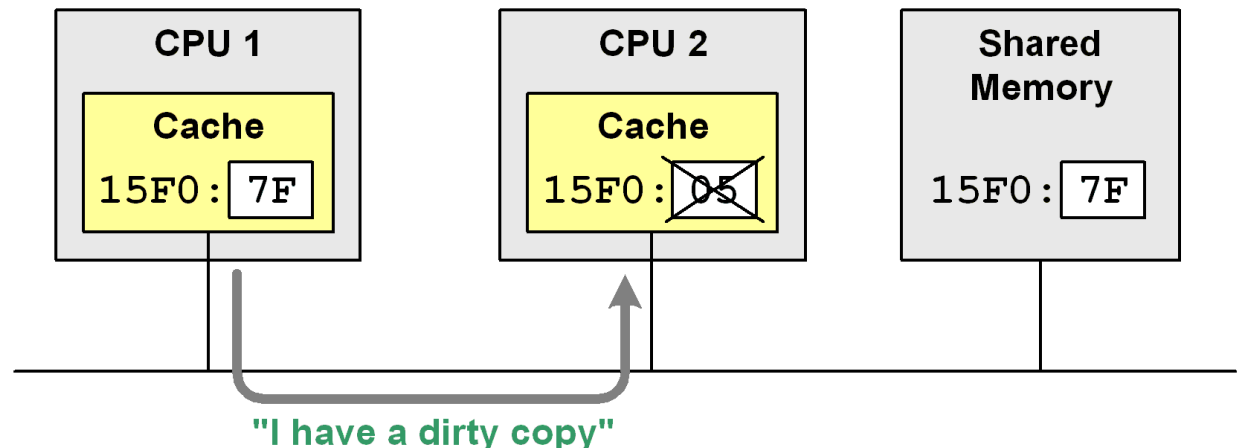 CPU 1
Cache
15F0: 7F
CPU 2
Cache
15F0: 05
Shared
Memory
15F0: 7F
"I have a dirty copy"